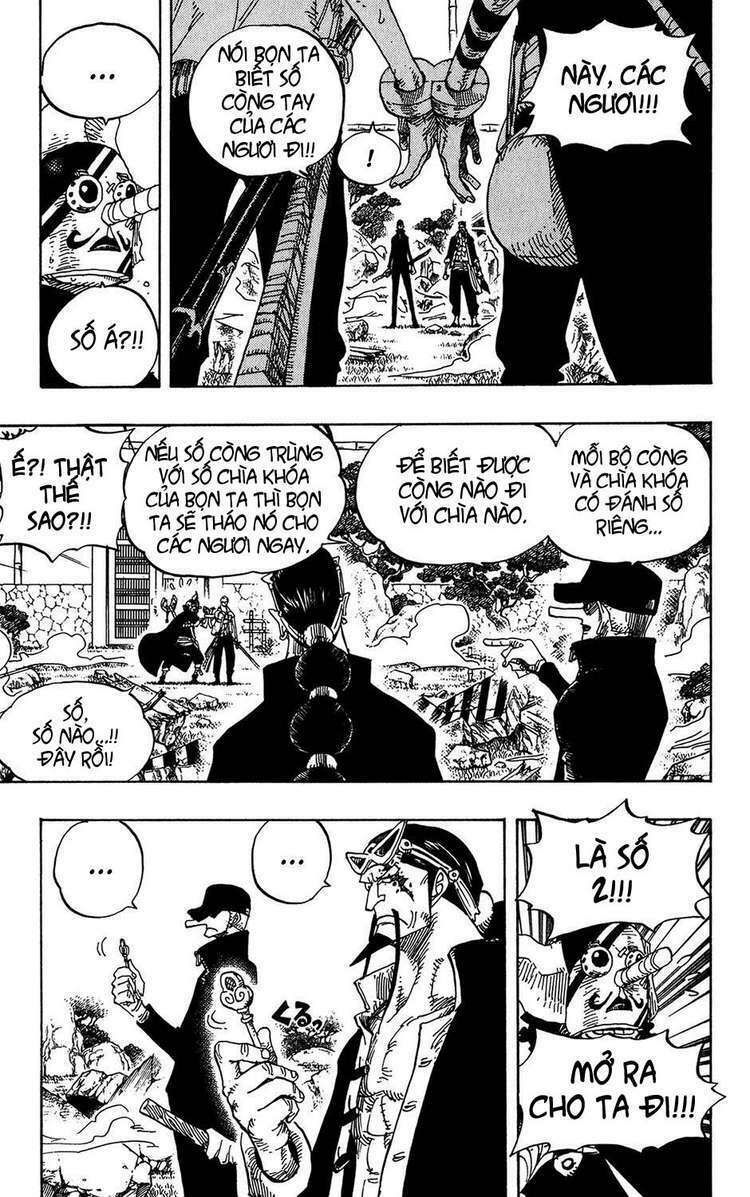 NÀY, CÁC
NGƯƠI!!!
!
NÓI BỌN TA
BIẾT SỐ
CÒNG TAY
CỦA CÁC
NGƯƠI ĐI!!
...
SỐ Á?!!
MỖI BỘ CÒNG
VÀ CHÌA KHÓA
CÓ ĐÁNH SỐ
RIÊNG...
ĐỂ BIẾT ĐƯỢC
CÒNG NÀO ĐI
VỚI CHÌA NÀO.
NẾU SỐ CÒNG TRÙNG
VỚI SỐ CHÌA KHÓA
CỦA BỌN TA THÌ BỌN
TA SẼ THÁO NÓ CHO
CÁC NGƯƠI NGAY.
Ế?! THẬT
THẾ
SAO?!!
SỐ,
SỐ NÀO...!!
ĐÂY RỒI!
LÀ SỐ
2!!!
MỞ RA
CHO TA ĐI!!!
...
...
くるっ